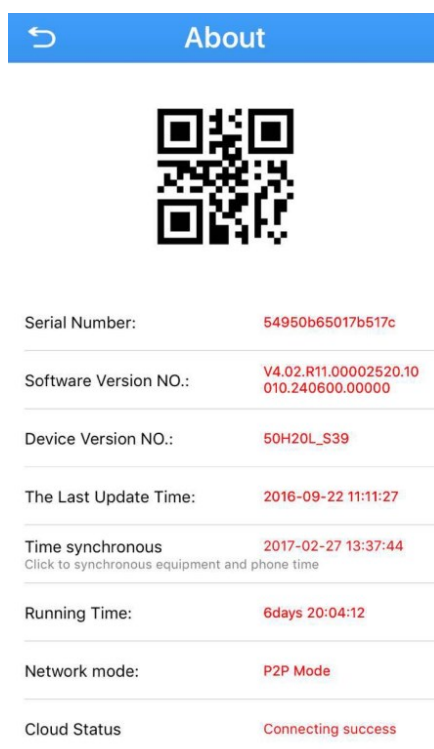 About
Serial Number: 54950b65017b517c
Software Version NO.: V4.02.R11.00002520.10
010.240600.00000
Device Version NO.: 50H20L_S39
The Last Update Time: 2016-09-22 11:11:27
Time synchronous 2017-02-27 13:37:44
Click to synchronous equipment and phone time
Running Time: 6days 20:04:12
Network mode: P2P Mode
Cloud Status Connecting success